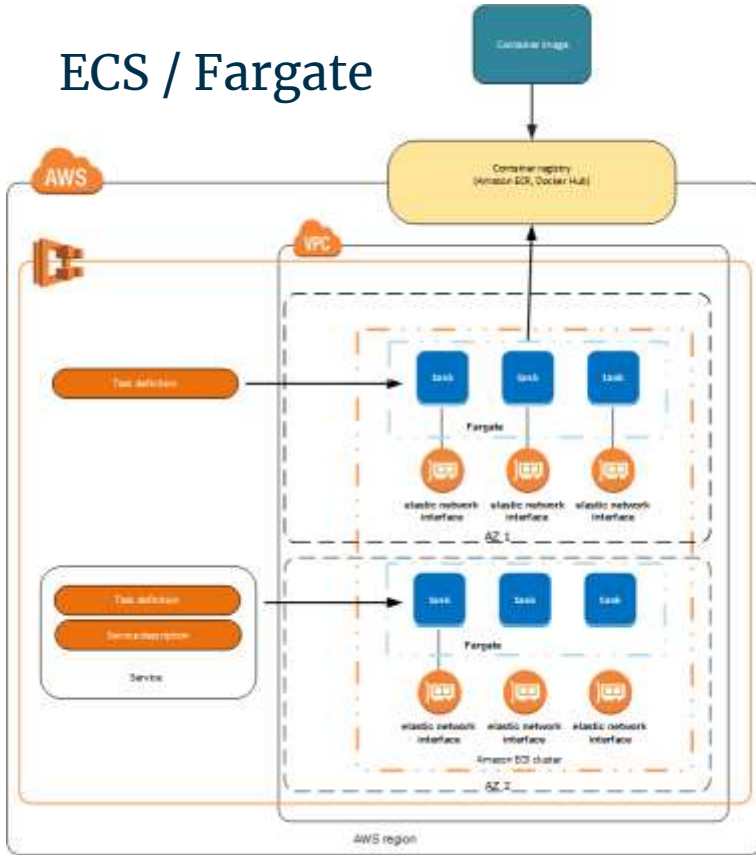 ECS / Fargate
Container image
Container registry
(Amazon ECR, Docker Hub)
AWS
VPC
Task definition
task
task
task
Fargate
elastic network
interface
elastic network
interface
elastic network
interface
AZ 1
Task definition
Service description
Service
task
task
task
Fargate
elastic network
interface
elastic network
interface
elastic network
interface
Amazon ECS cluster
AZ 2
AWS region